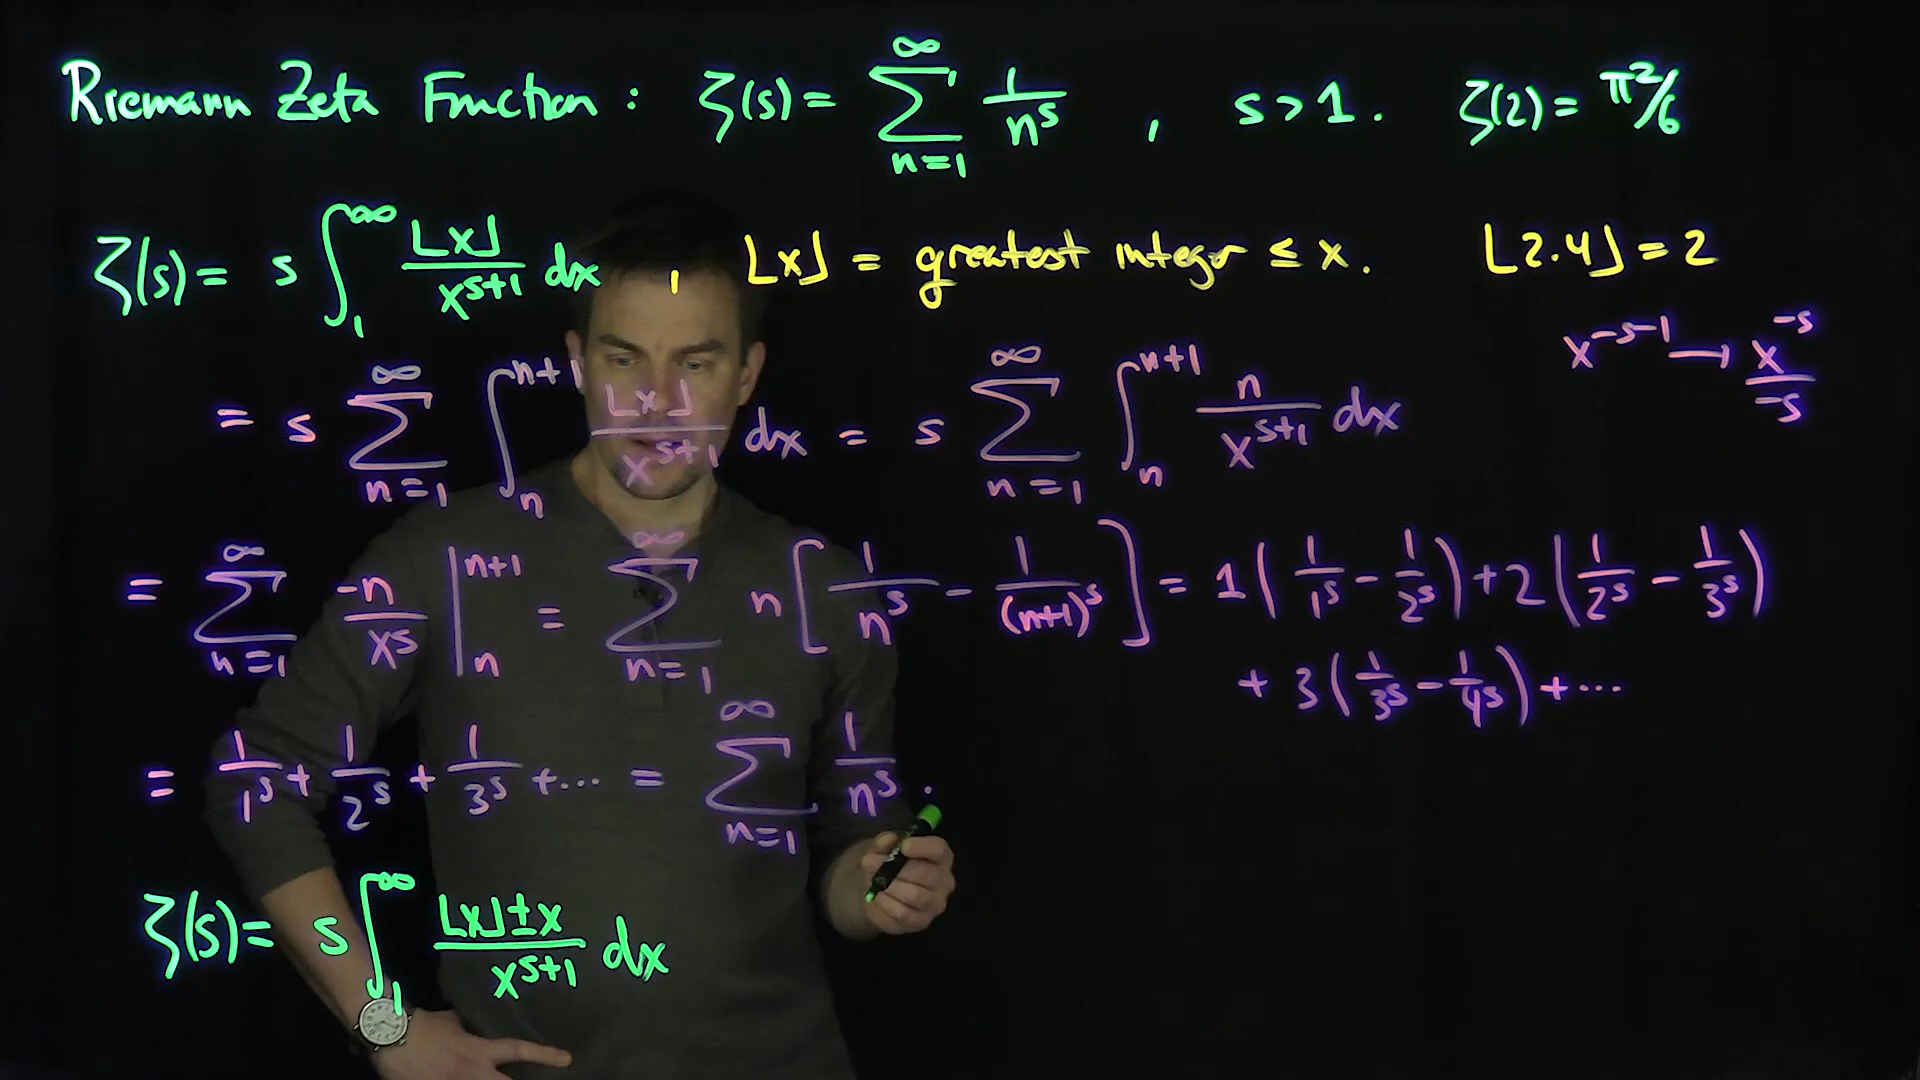 Riemann Zeta Function: ζ(s) = ∑_{n=1}^{∞} 1/n^s , s > 1. ζ(2) = π²/6
ζ(s) = s ∫_1^∞ ⌊x⌋/x^{s+1} dx , ⌊x⌋ = greatest integer ≤ x. ⌊2.4⌋ = 2
x^{-s-1} → x^{-s}/-s
= s ∑_{n=1}^{∞} ∫_n^{n+1} ⌊x⌋/x^{s+1} dx = s ∑_{n=1}^{∞} ∫_n^{n+1} n/x^{s+1} dx
= ∑_{n=1}^{∞} -n/x^s |_n^{n+1} = ∑_{n=1}^{∞} n[1/n^s - 1/(n+1)^s] = 1(1/1^s - 1/2^s) + 2(1/2^s - 1/3^s)
+ 3(1/3^s - 1/4^s) + ...
= 1/1^s + 1/2^s + 1/3^s + ... = ∑_{n=1}^{∞} 1/n^s .
ζ(s) = s ∫_1^∞ ⌊x⌋±x/x^{s+1} dx